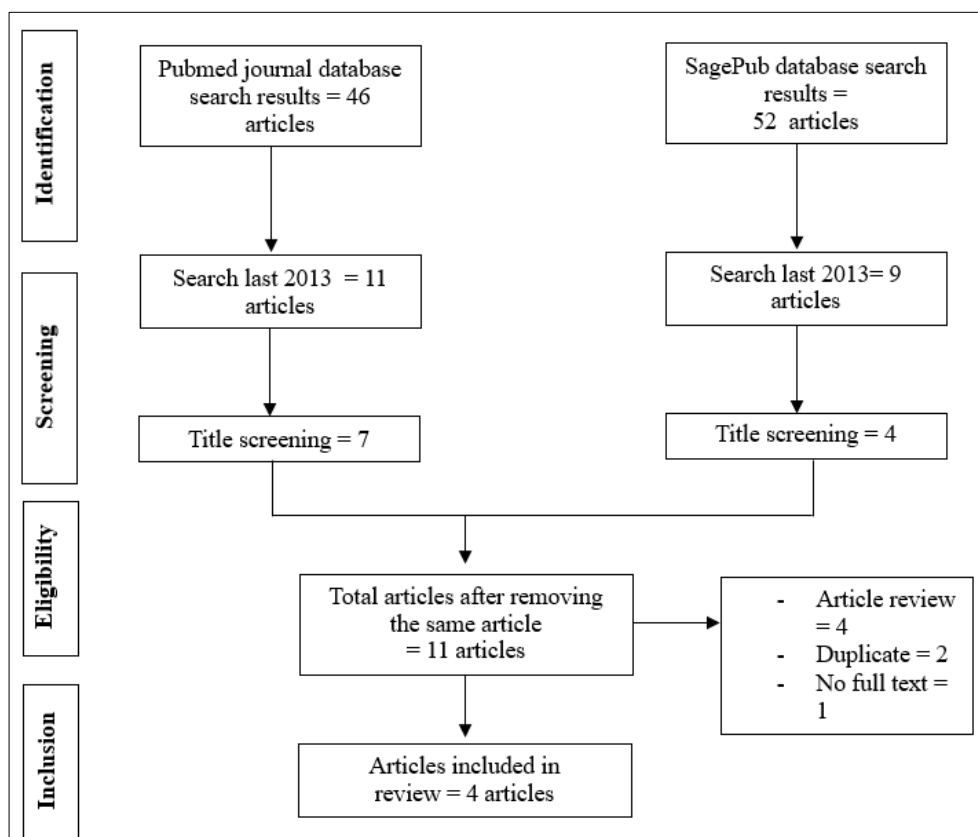 Identification
Pubmed journal database
search results = 46
articles
SagePub database search
results =
52 articles
Screening
Search last 2013 = 11
articles
Search last 2013= 9
articles
Title screening = 7
Title screening = 4
Eligibility
Total articles after removing
the same article
= 11 articles
- Article review
= 4
- Duplicate = 2
- No full text =
1
Inclusion
Articles included in
review = 4 articles